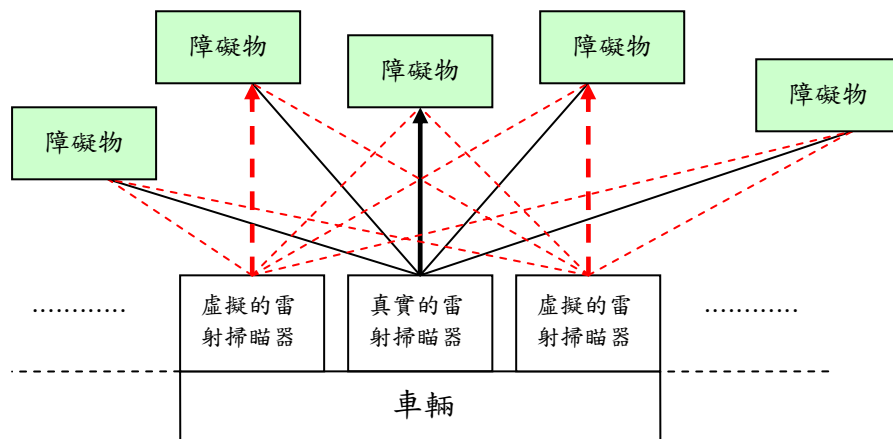 障礙物
障礙物
障礙物
障礙物
障礙物
…………
虛擬的雷
射掃瞄器
真實的雷
射掃瞄器
虛擬的雷
射掃瞄器
…………
車輛